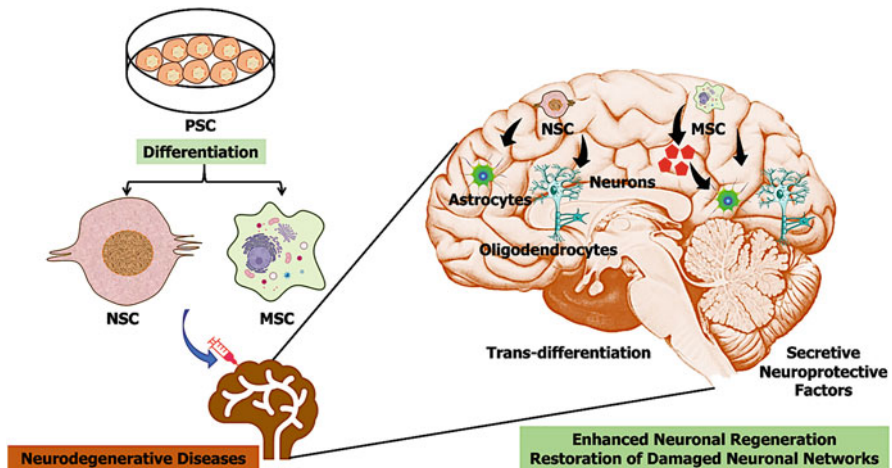 PSC
Differentiation
NSC
MSC
Neurodegenerative Diseases
NSC
MSC
Astrocytes
Neurons
Oligodendrocytes
Trans-differentiation
Secretive
Neuroprotective
Factors
Enhanced Neuronal Regeneration
Restoration of Damaged Neuronal Networks